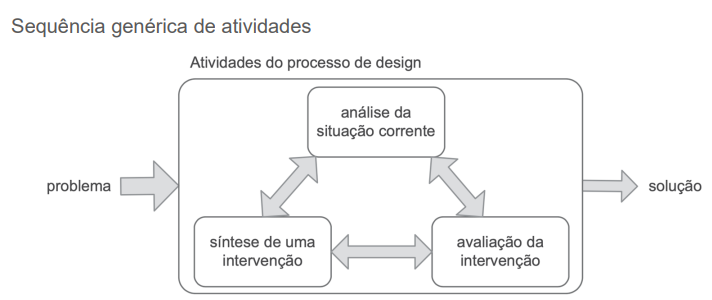 Sequência genérica de atividades
Atividades do processo de design
análise da
situação corrente
problema
solução
síntese de uma
intervenção
avaliação da
intervenção